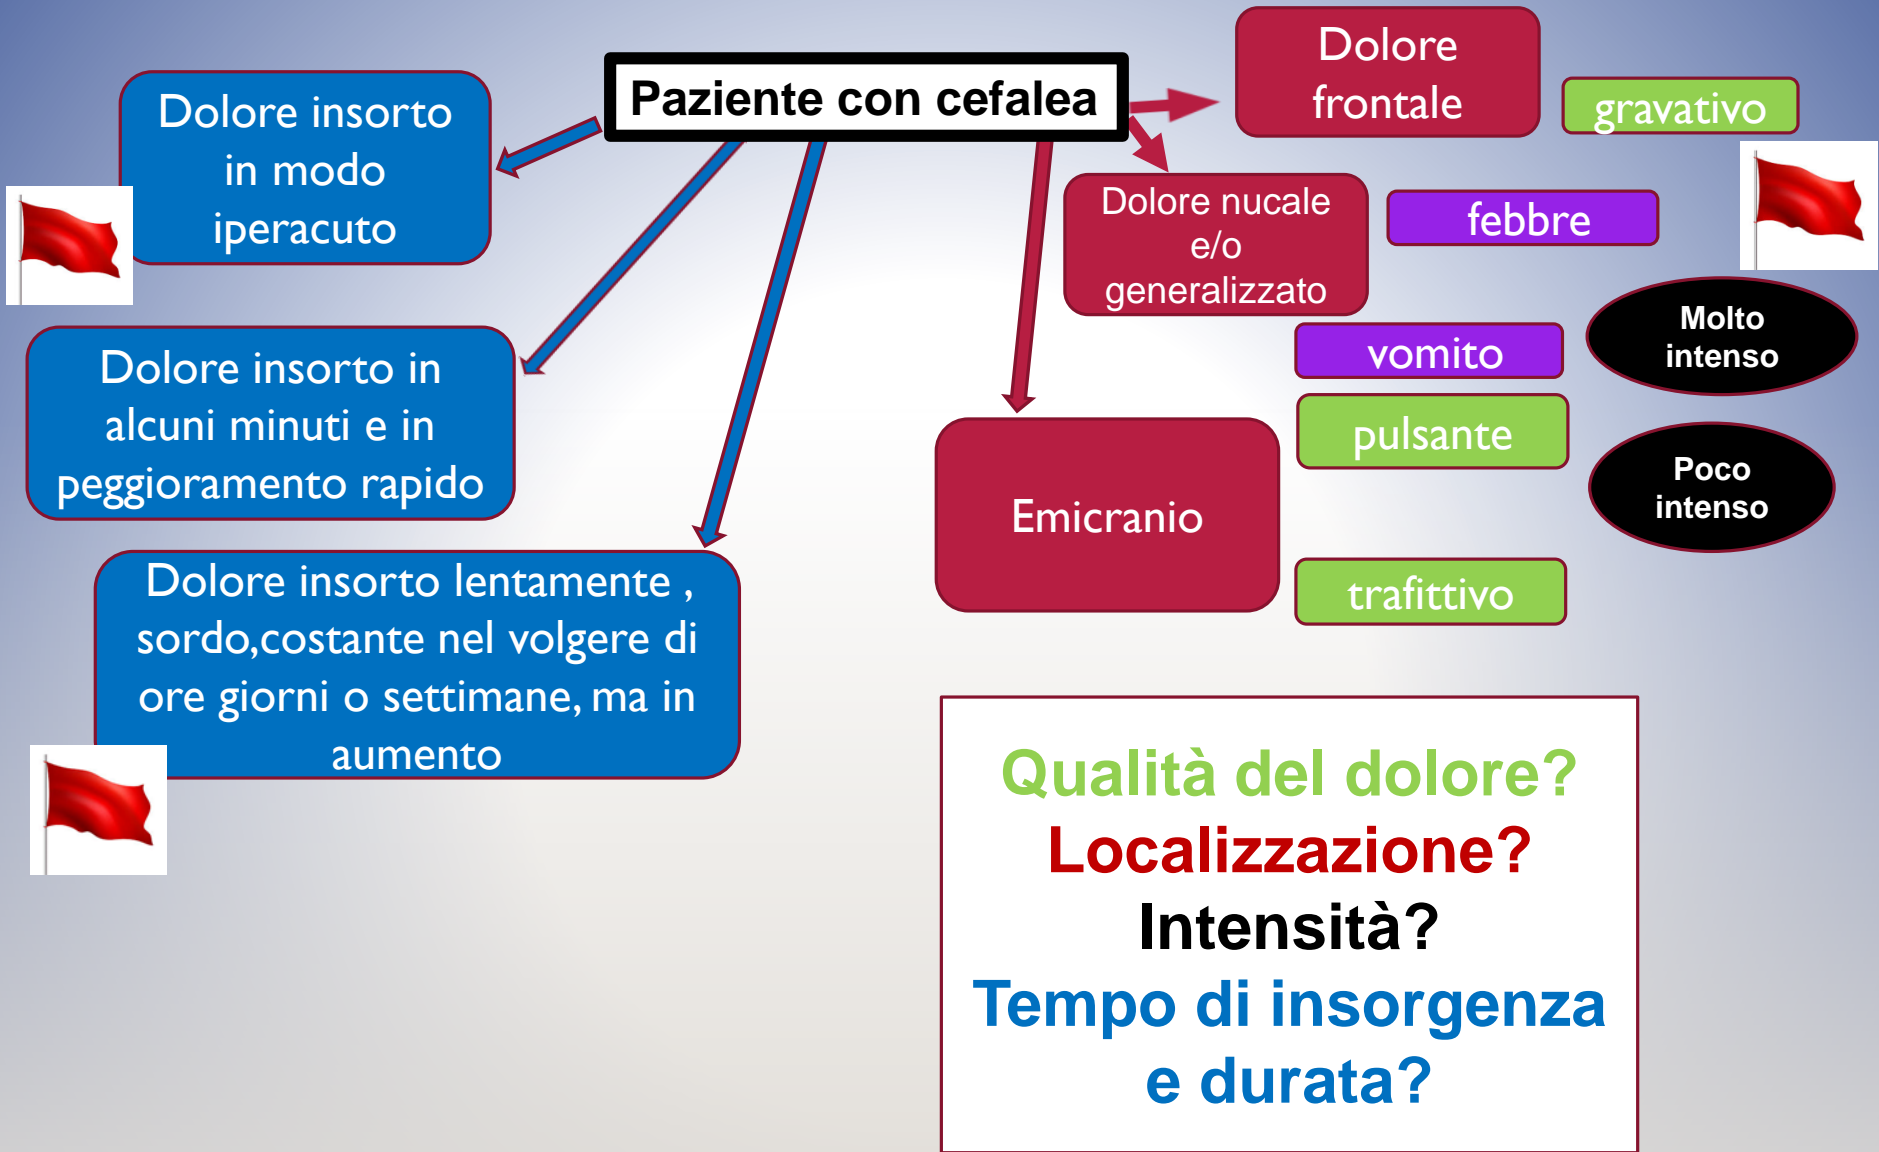 Paziente con cefalea
Dolore insorto
in modo
iperacuto
Dolore insorto in
alcuni minuti e in
peggioramento rapido
Dolore insorto lentamente ,
sordo,costante nel volgere di
ore giorni o settimane, ma in
aumento
Dolore
frontale
gravativo
Dolore nucale
e/o
generalizzato
febbre
vomito
Molto
intenso
pulsante
Poco
intenso
Emicranio
trafittivo
Qualità del dolore?
Localizzazione?
Intensità?
Tempo di insorgenza
e durata?